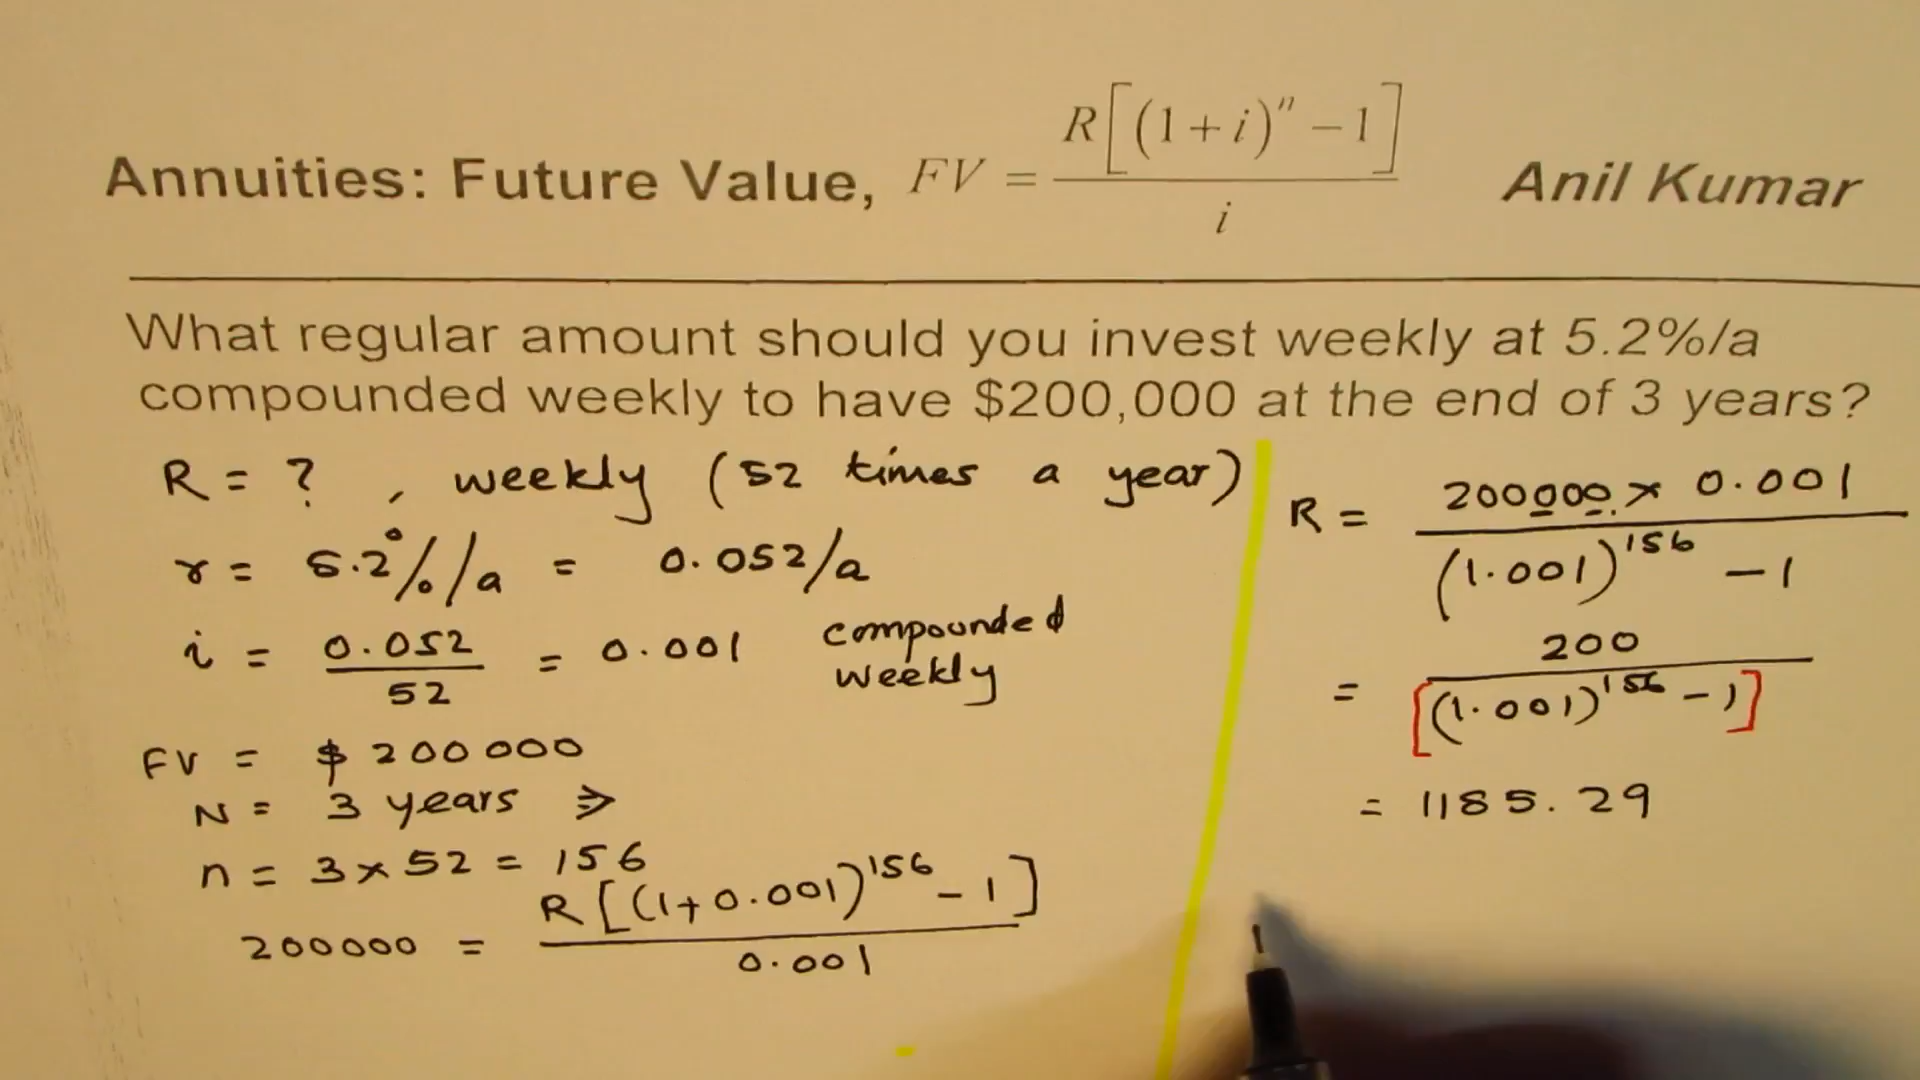 Annuities: Future Value, FV = R[(1+i)^n − 1] / i
Anil Kumar
What regular amount should you invest weekly at 5.2%/a
compounded weekly to have $200,000 at the end of 3 years?
R = ? , weekly (52 times a year)
r = 5.2%/a = 0.052/a
i = 0.052 / 52 = 0.001 compounded weekly
FV = $ 200 000
N = 3 years ⇒
n = 3 × 52 = 156
200000 = R[(1+0.001)^156 − 1] / 0.001
R = 200000 × 0.001 / (1.001)^156 − 1
= 200 / [(1.001)^156 − 1]
= 1185.29